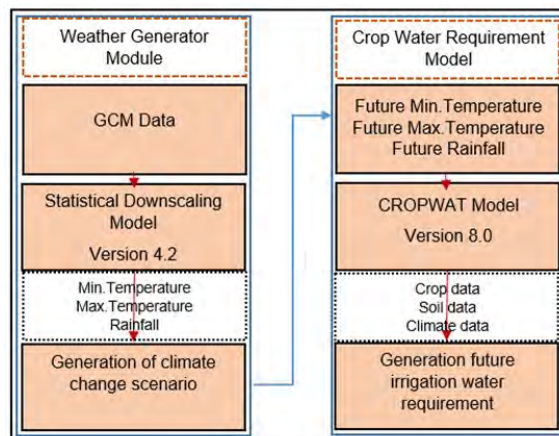 Weather Generator
Module
GCM Data
Statistical Downscaling
Model
Version 4.2
Min.Temperature
Max.Temperature
Rainfall
Generation of climate
change scenario
Crop Water Requirement
Model
Future Min.Temperature
Future Max.Temperature
Future Rainfall
CROPWAT Model
Version 8.0
Crop data
Soil data
Climate data
Generation future
irrigation water
requirement